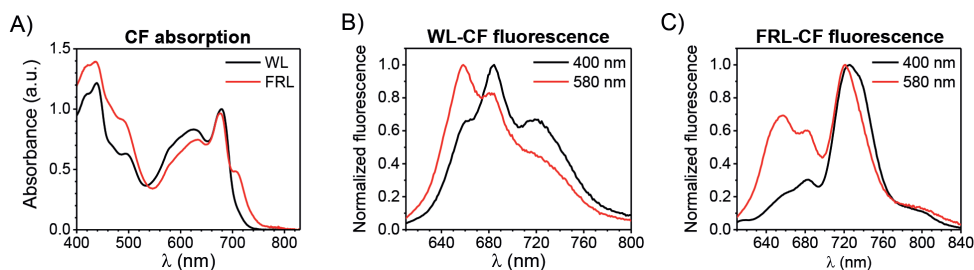 A)
CF absorption
Absorbance (a.u.)
1.5
1.0
0.5
0.0
WL
FRL
400 500 600 700 800
λ (nm)
B)
WL-CF fluorescence
Normalized fluorescence
1.0
0.8
0.6
0.4
0.2
0.0
400 nm
580 nm
640 680 720 760 800
λ (nm)
C)
FRL-CF fluorescence
Normalized fluorescence
1.0
0.8
0.6
0.4
0.2
0.0
400 nm
580 nm
640 680 720 760 800 840
λ (nm)